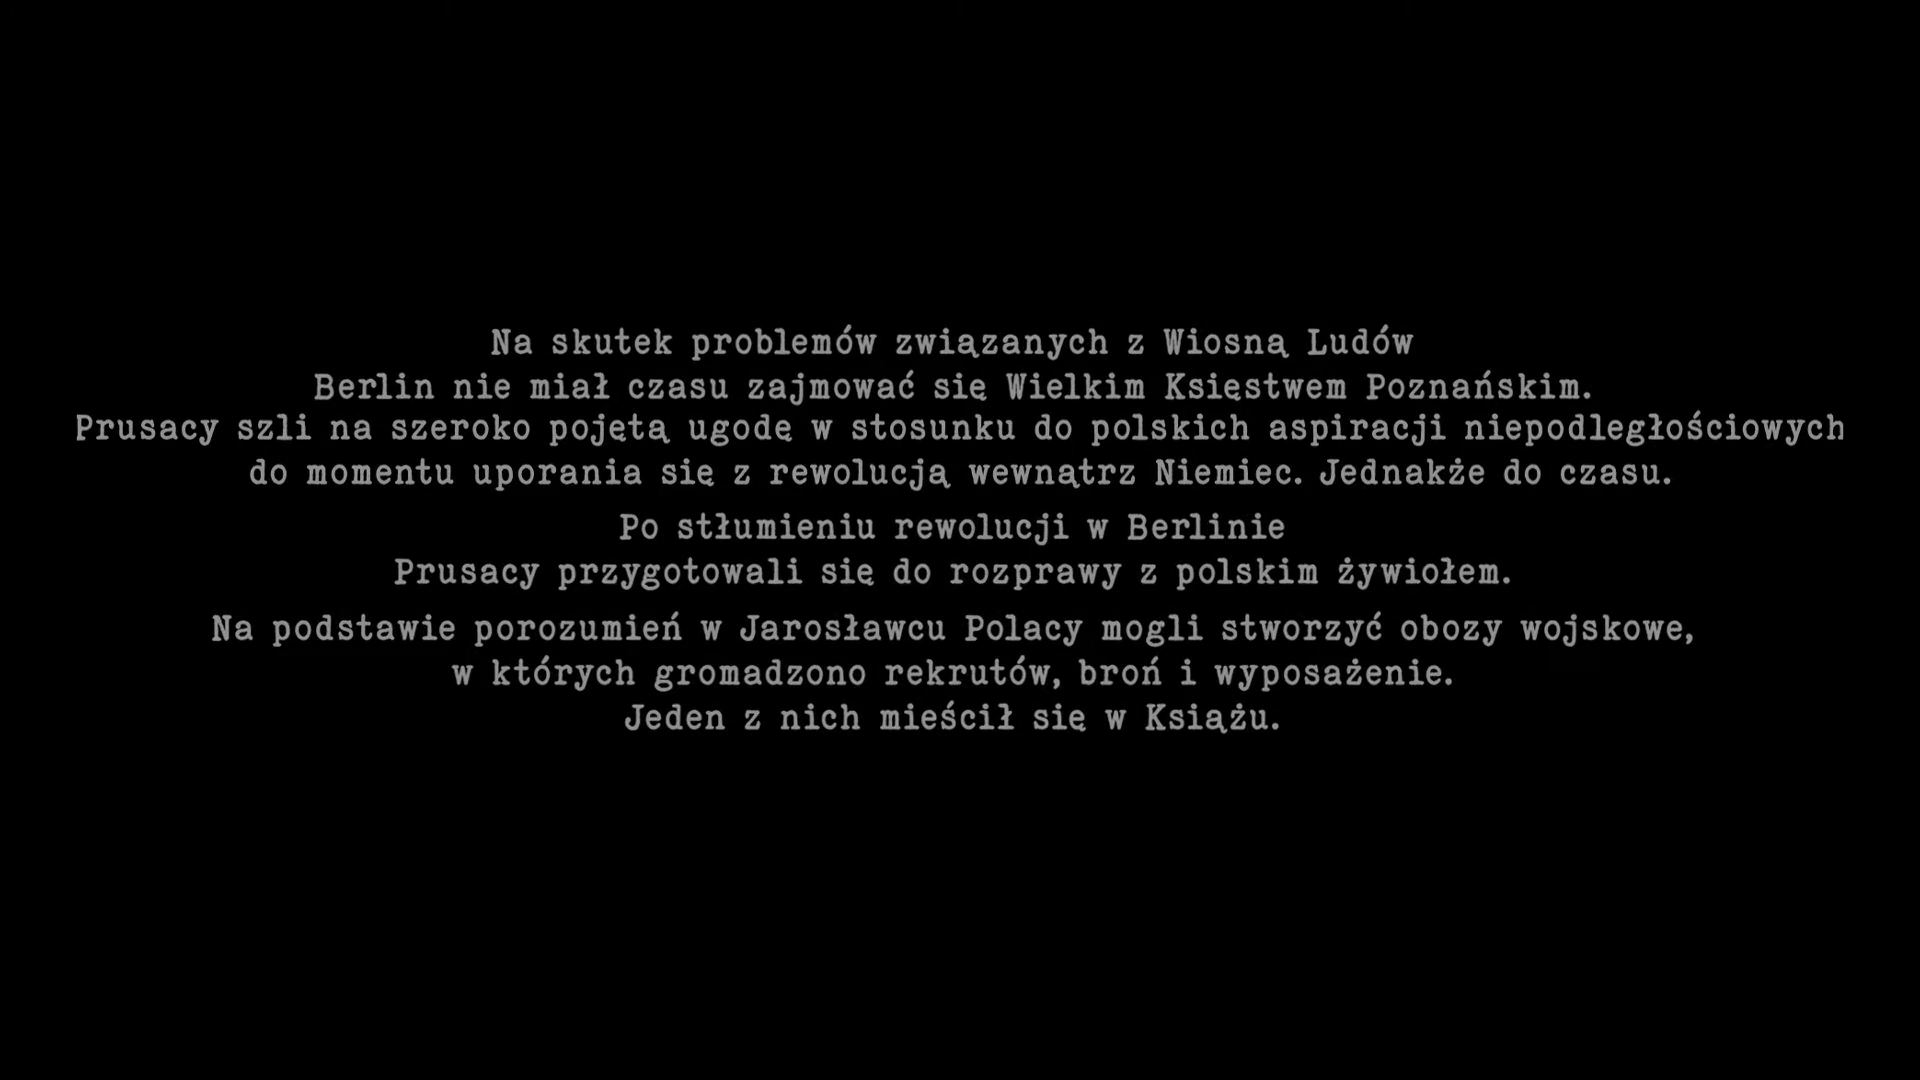 Na skutek problemów związanych z Wiosną Ludów
Berlin nie miał czasu zajmować się Wielkim Księstwem Poznańskim.
Prusacy szli na szeroko pojętą ugodę w stosunku do polskich aspiracji niepodległościowych
do momentu uporania się z rewolucją wewnątrz Niemiec. Jednakże do czasu.
Po stłumieniu rewolucji w Berlinie
Prusacy przygotowali się do rozprawy z polskim żywiołem.
Na podstawie porozumień w Jarosławcu Polacy mogli stworzyć obozy wojskowe,
w których gromadzono rekrutów, broń i wyposażenie.
Jeden z nich mieścił się w Książu.